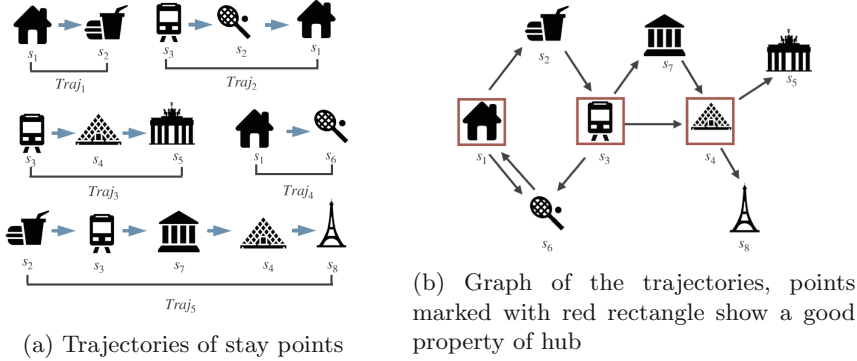 s1 s2 s3 s2 s1
Traj1 Traj2
s3 s4 s5 s1 s6
Traj3 Traj4
s2 s3 s7 s4 s8
Traj5
(a) Trajectories of stay points
s2 s7 s5
s1 s3 s4
s6 s8
(b) Graph of the trajectories, points
marked with red rectangle show a good
property of hub